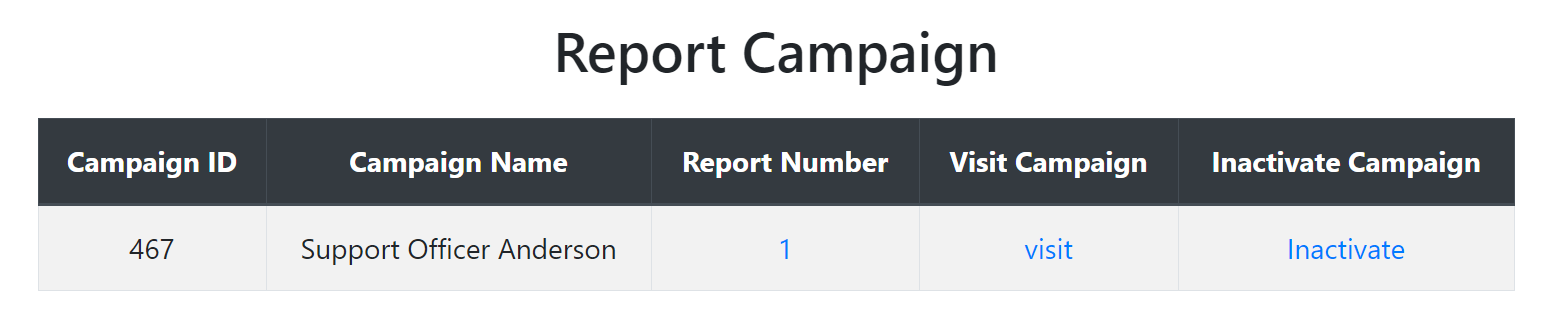 Report Campaign
Campaign ID Campaign Name Report Number Visit Campaign Inactivate Campaign
467 Support Officer Anderson 1 visit Inactivate